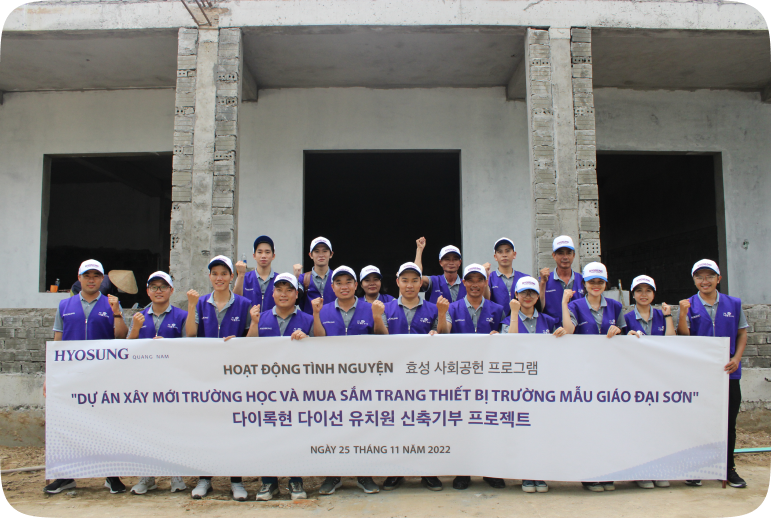 HYOSUNG QUANG NAM
HOẠT ĐỘNG TÌNH NGUYỆN 효성 사회공헌 프로그램
"DỰ ÁN XÂY MỚI TRƯỜNG HỌC VÀ MUA SẮM TRANG THIẾT BỊ TRƯỜNG MẪU GIÁO ĐẠI SƠN"
다이록현 다이선 유치원 신축기부 프로젝트
NGÀY 25 THÁNG 11 NĂM 2022